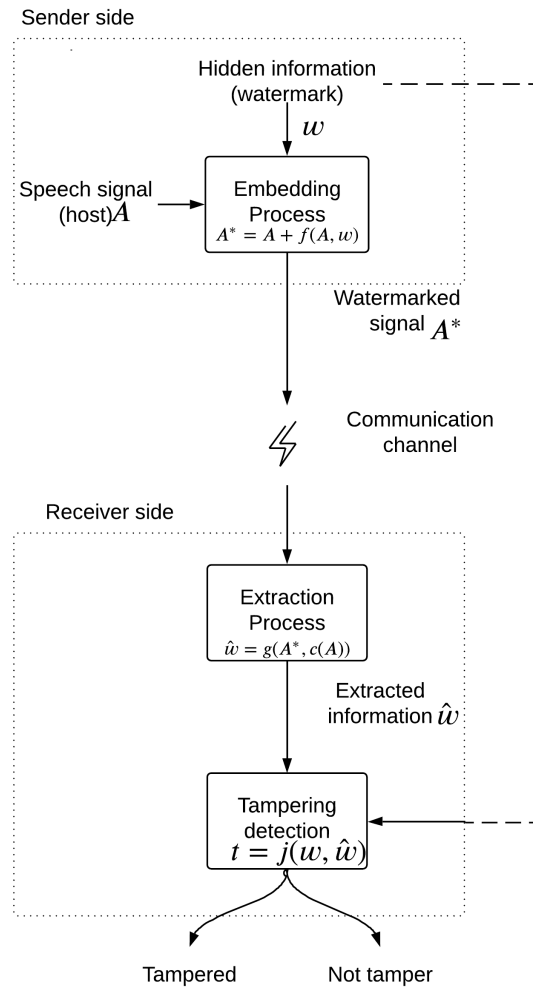 Sender side
Hidden information
(watermark)
w
Speech signal
(host)A
Embedding
Process
A* = A + f(A, w)
Watermarked
signal A*
Communication
channel
Receiver side
Extraction
Process
ŵ = g(A*, c(A))
Extracted
information ŵ
Tampering
detection
t = j(w, ŵ)
Tampered
Not tamper